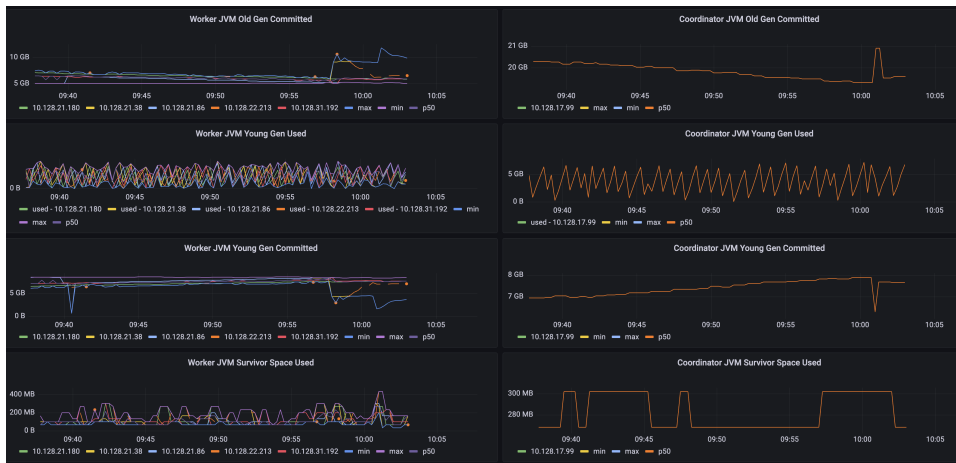 Worker JVM Old Gen Committed
10 GB
5 GB
09:40 09:45 09:50 09:55 10:00 10:05
10.128.21.180 10.128.21.38 10.128.21.86 10.128.22.213 10.128.31.192 max min p50
Coordinator JVM Old Gen Committed
21 GB
20 GB
09:40 09:45 09:50 09:55 10:00 10:05
10.128.17.99 max min p50
Worker JVM Young Gen Used
0 B
09:40 09:45 09:50 09:55 10:00 10:05
used - 10.128.21.180 used - 10.128.21.38 used - 10.128.21.86 used - 10.128.22.213 used - 10.128.31.192 min
max p50
Coordinator JVM Young Gen Used
5 GB
0 B
09:40 09:45 09:50 09:55 10:00 10:05
used - 10.128.17.99 min max p50
Worker JVM Young Gen Committed
5 GB
0 B
09:40 09:45 09:50 09:55 10:00 10:05
10.128.21.180 10.128.21.38 10.128.21.86 10.128.22.213 10.128.31.192 min max p50
Coordinator JVM Young Gen Committed
8 GB
7 GB
09:40 09:45 09:50 09:55 10:00 10:05
10.128.17.99 min max p50
Worker JVM Survivor Space Used
400 MB
200 MB
0 B
09:40 09:45 09:50 09:55 10:00 10:05
10.128.21.180 10.128.21.38 10.128.21.86 10.128.22.213 10.128.31.192 min max p50
Coordinator JVM Survivor Space Used
300 MB
280 MB
09:40 09:45 09:50 09:55 10:00 10:05
10.128.17.99 min max p50